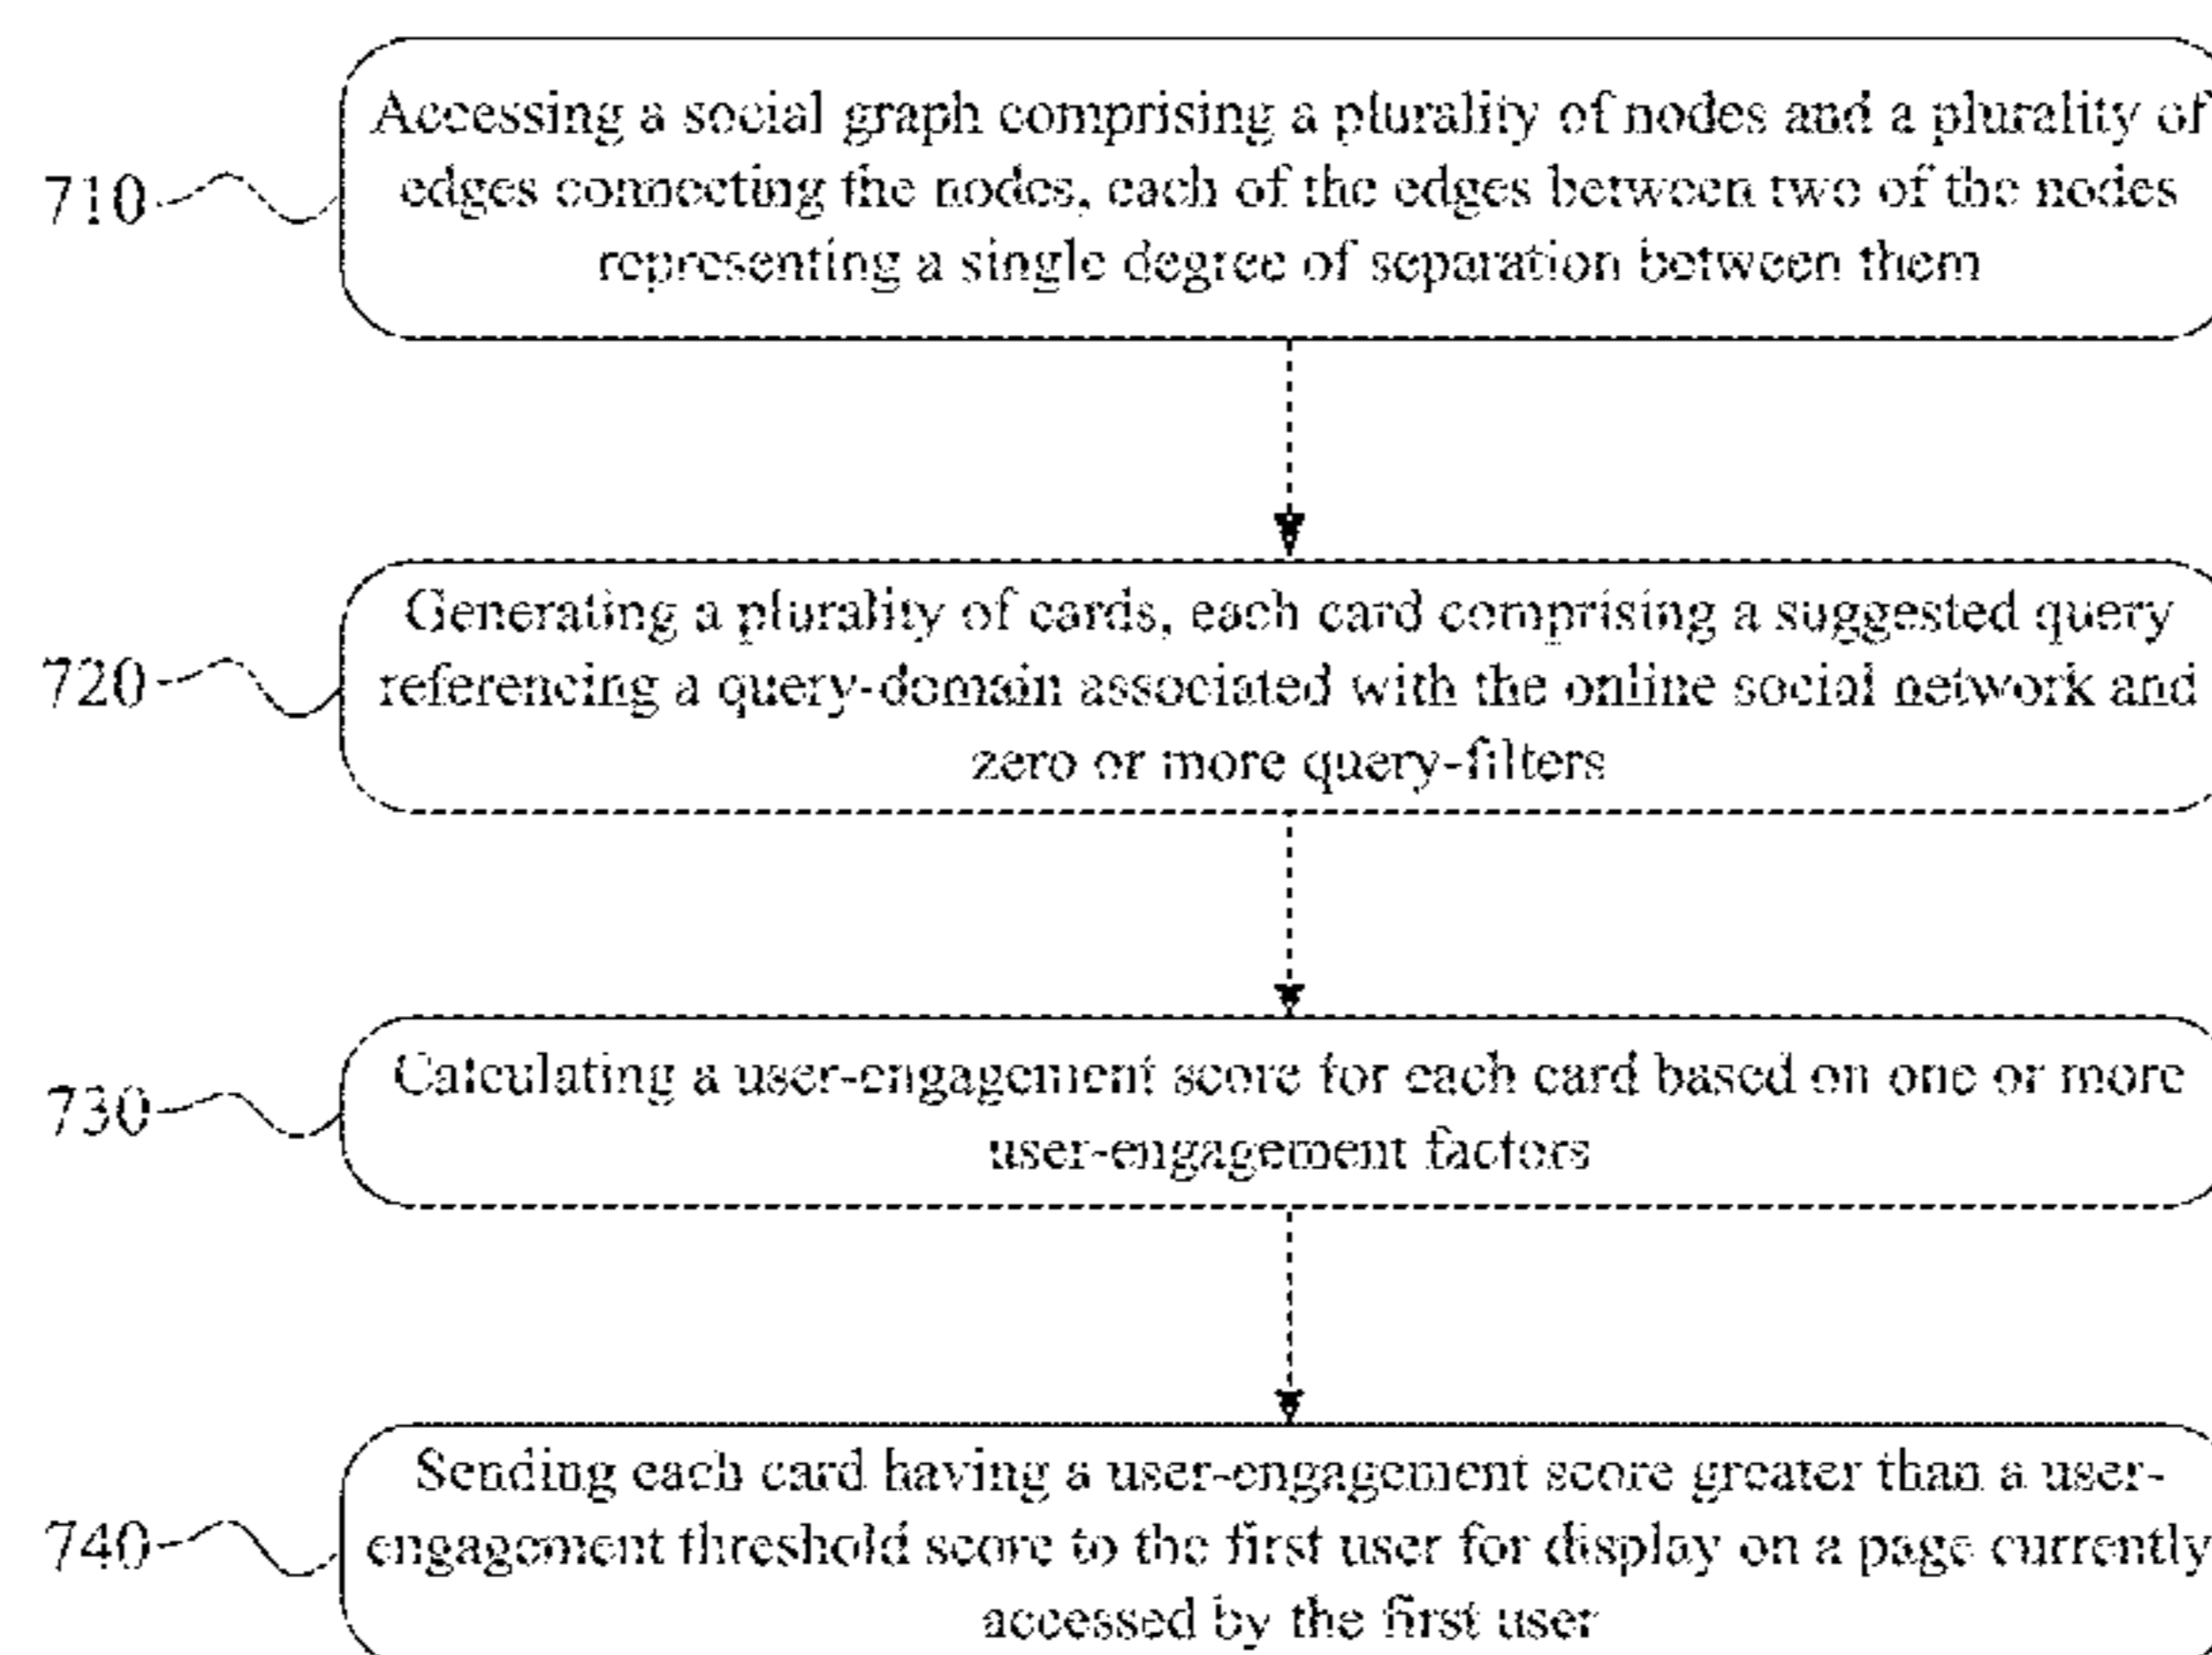 Accessing a social graph comprising a plurality of nodes and a plurality of
edges connecting the nodes, each of the edges between two of the nodes
representing a single degree of separation between them
710
Generating a plurality of cards, each card comprising a suggested query
referencing a query-domain associated with the online social network and
zero or more query-filters
720
Calculating a user-engagement score for each card based on one or more
user-engagement factors
730
Sending each card having a user-engagement score greater than a user-
engagement threshold score to the first user for display on a page currently
accessed by the first user
740